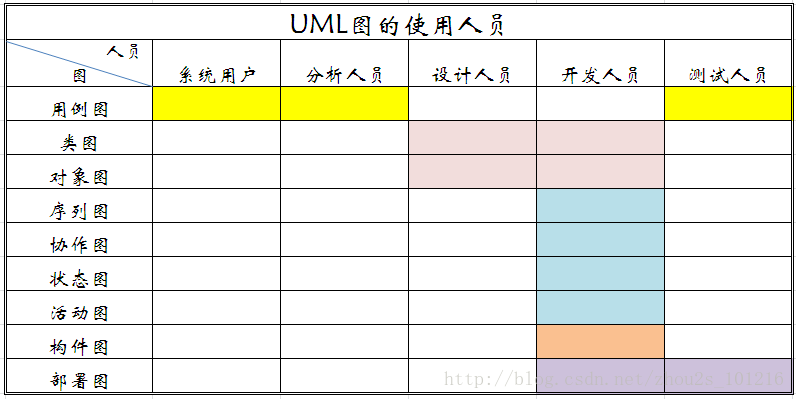 UML图的使用人员
人员
图 系统用户 分析人员 设计人员 开发人员 测试人员
用例图
类图
对象图
序列图
协作图
状态图
活动图
构件图
部署图
http://blog.csdn.net/zhou2s_101216